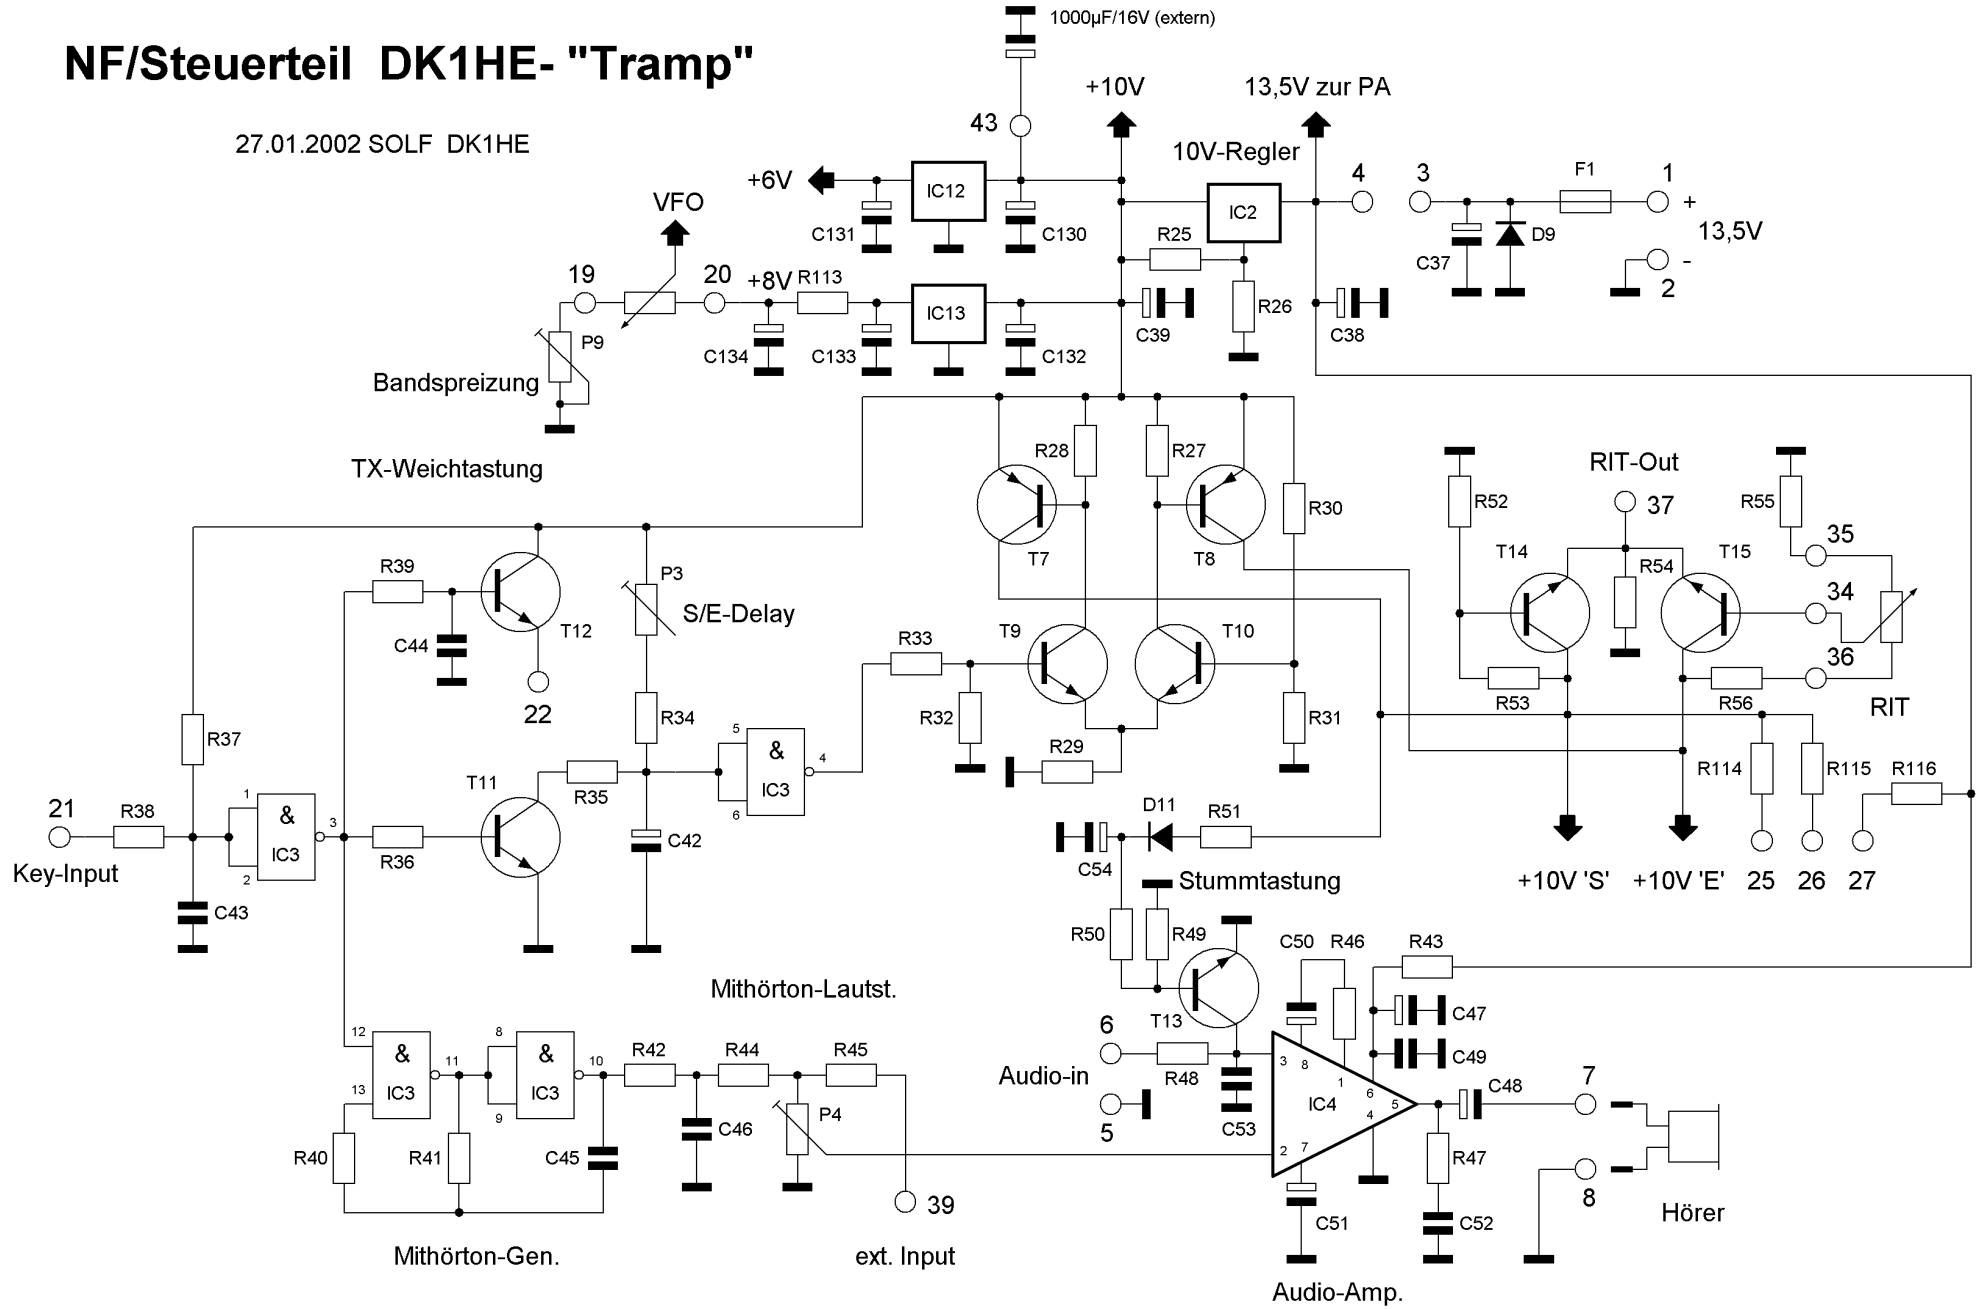 1000µF/16V (extern)
NF/Steuerteil DK1HE- "Tramp"
27.01.2002 SOLF DK1HE
+10V
13,5V zur PA
43
10V-Regler
+6V
IC12
IC2
4
3
F1
1
+
13,5V
-
2
C131
C130
D9
C37
VFO
R25
R26
19
20
+8V
R113
IC13
C39
C38
P9
C134
C133
C132
Bandspreizung
TX-Weichtastung
R28
R27
R30
T7
T8
RIT-Out
37
R52
R55
35
T14
R54
T15
34
36
R53
R56
RIT
R39
T12
C44
22
P3
S/E-Delay
R33
T9
T10
R32
R31
R29
R37
R34
T11
R35
5
&
IC3
6
4
R114
R115
R116
21
R38
1
&
IC3
2
3
R36
C42
D11
R51
C54
Key-Input
C43
Stummtastung
+10V 'S'
+10V 'E'
25
26
27
R50
R49
C50
R46
R43
Mithörton-Lautst.
T13
C47
C49
12
&
13
IC3
11
8
&
9
IC3
10
R42
R44
R45
6
Audio-in
R48
5
3
8
1
6
IC4
5
4
2
7
C53
C48
7
R40
R41
C45
C46
P4
R47
8
39
C51
C52
Hörer
Mithörton-Gen.
ext. Input
Audio-Amp.